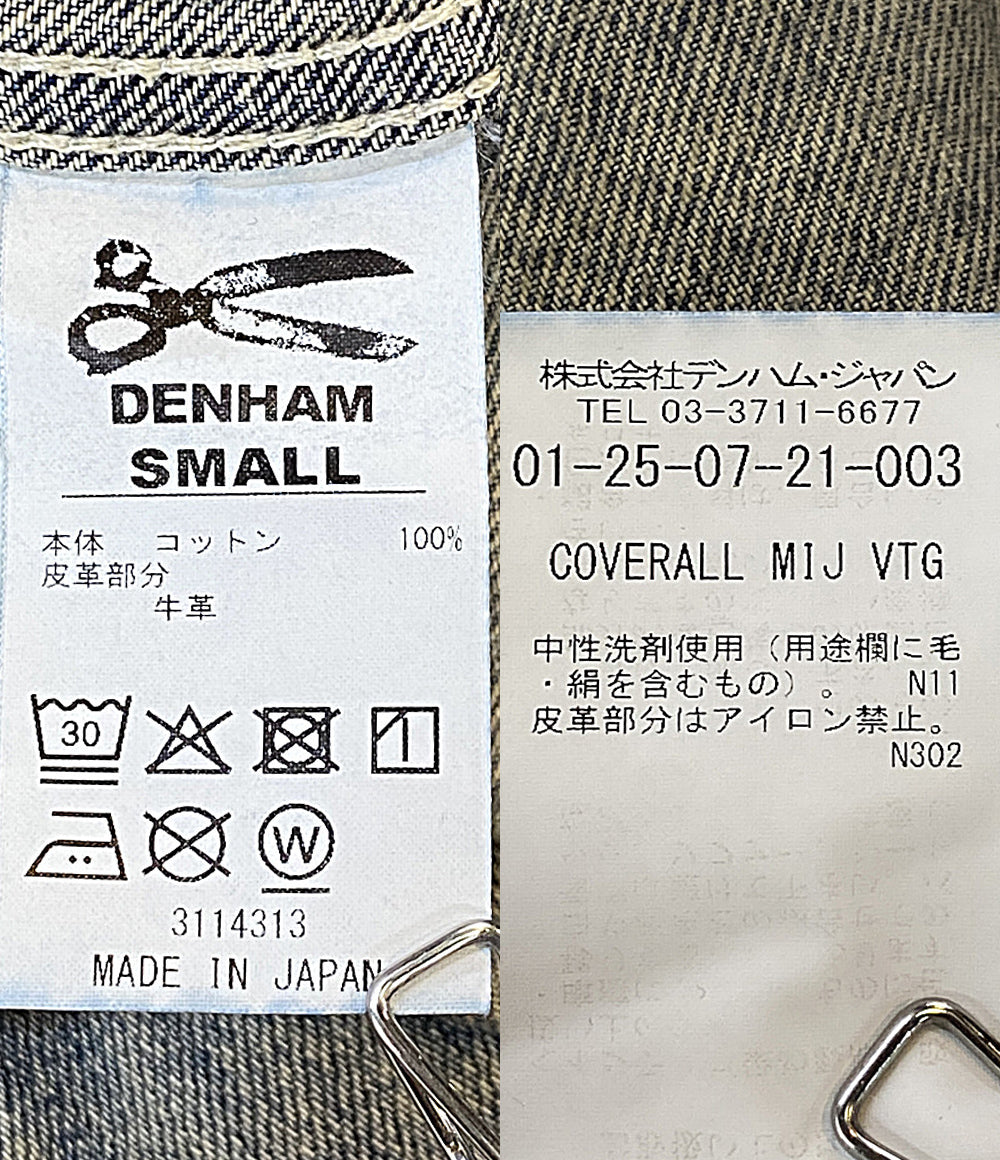 DENHAM
SMALL
本体 コットン 100%
皮革部分
牛革
30
W
3114313
MADE IN JAPAN
株式会社デンハム・ジャパン
TEL 03-3711-6677
01-25-07-21-003
COVERALL MIJ VTG
中性洗剤使用（用途欄に毛
・絹を含むもの）。 N11
皮革部分はアイロン禁止。
N302